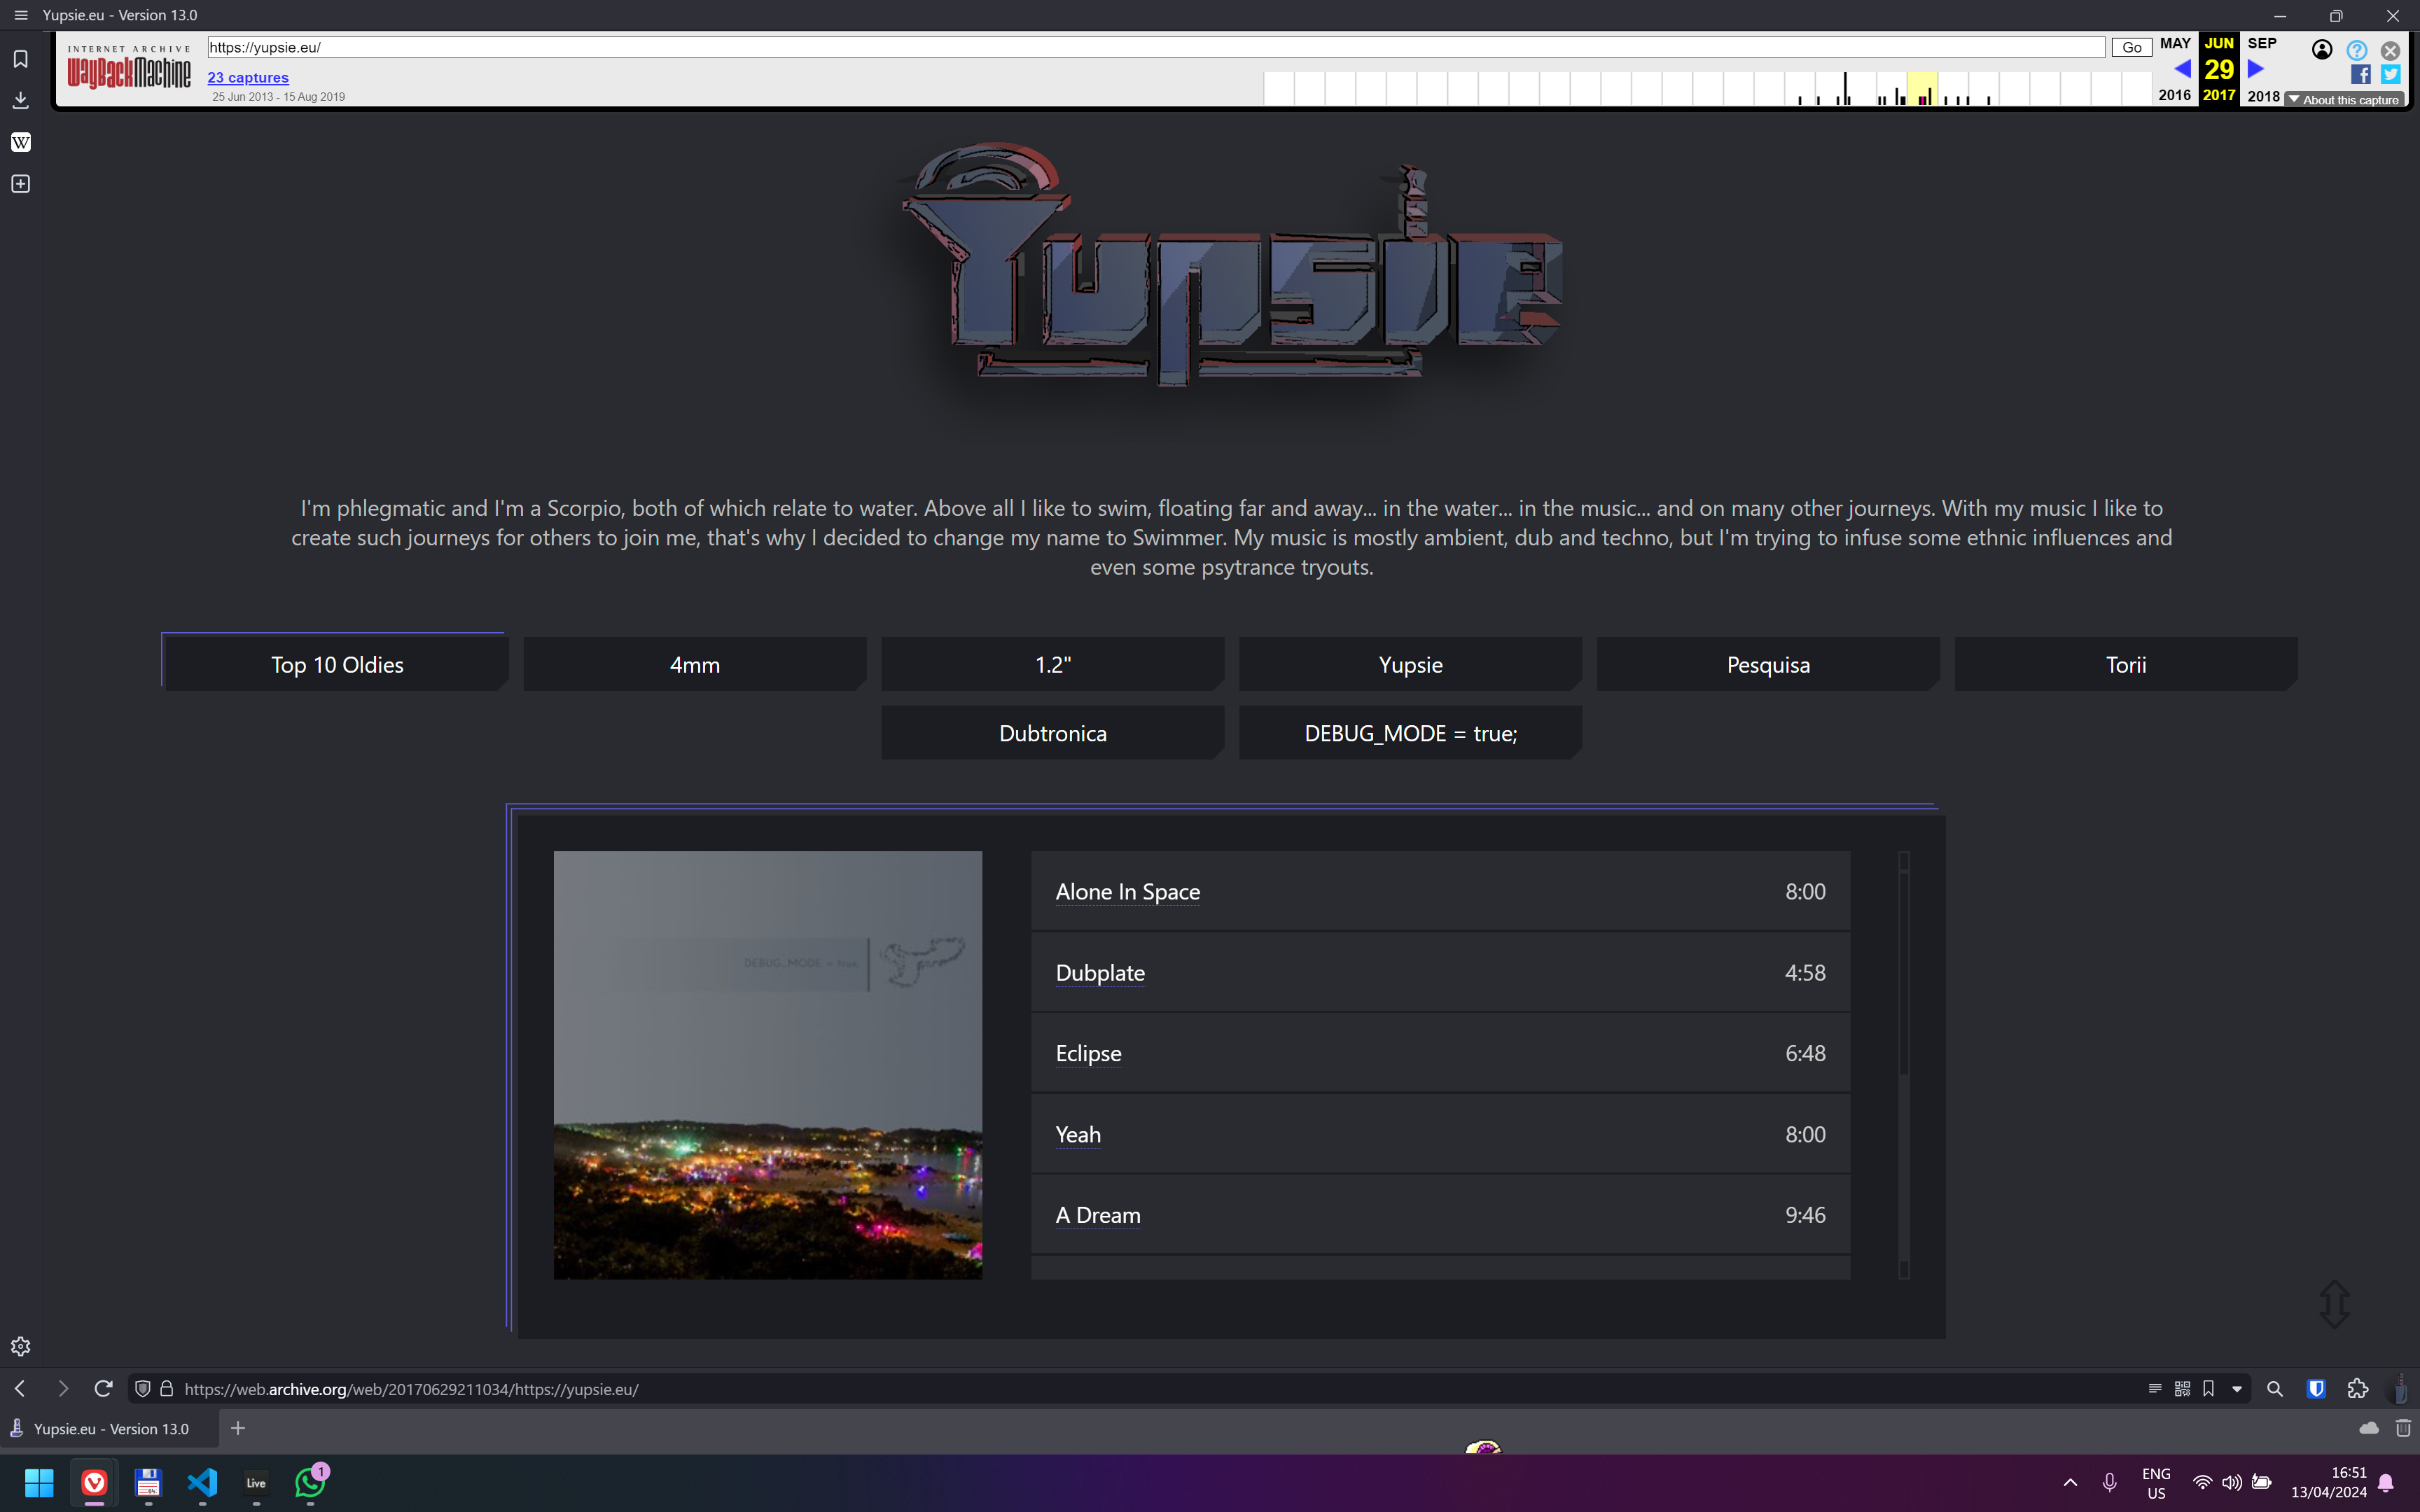 Yupsie.eu - Version 13.0
INTERNET ARCHIVE
WayBackMachine
https://yupsie.eu/
Go
MAY
JUN
SEP
23 captures
29
25 Jun 2013 - 15 Aug 2019
2016
2017
2018
About this capture
Yupsie
I'm phlegmatic and I'm a Scorpio, both of which relate to water. Above all I like to swim, floating far and away... in the water... in the music... and on many other journeys. With my music I like to
create such journeys for others to join me, that's why I decided to change my name to Swimmer. My music is mostly ambient, dub and techno, but I'm trying to infuse some ethnic influences and
even some psytrance tryouts.
Top 10 Oldies
4mm
1.2"
Yupsie
Pesquisa
Torii
Dubtronica
DEBUG_MODE = true;
DEBUG_MODE = true;
Alone In Space 8:00
Dubplate 4:58
Eclipse 6:48
Yeah 8:00
A Dream 9:46
https://web.archive.org/web/20170629211034/https://yupsie.eu/
Yupsie.eu - Version 13.0
Live
1
ENG
US
16:51
13/04/2024